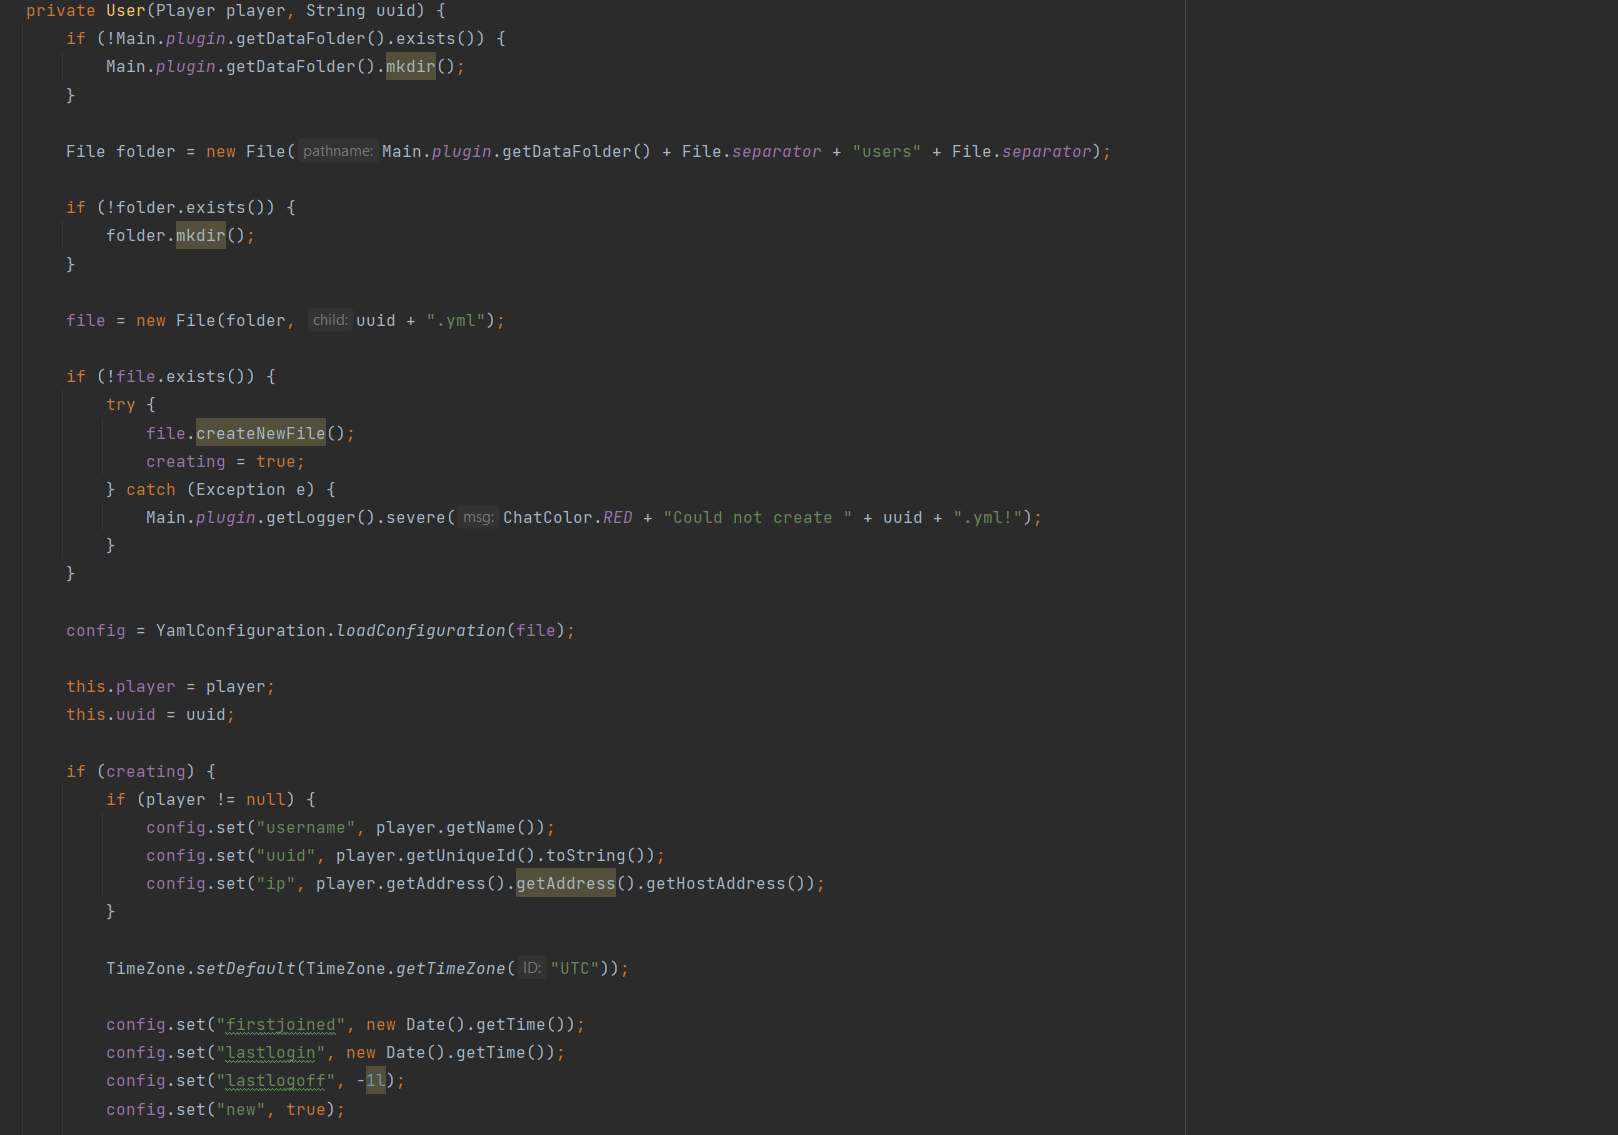 private User(Player player, String uuid) {
if (!Main.plugin.getDataFolder().exists()) {
Main.plugin.getDataFolder().mkdir();
}
File folder = new File( pathname: Main.plugin.getDataFolder() + File.separator + "users" + File.separator);
if (!folder.exists()) {
folder.mkdir();
}
file = new File(folder, child: uuid + ".yml");
if (!file.exists()) {
try {
file.createNewFile();
creating = true;
} catch (Exception e) {
Main.plugin.getLogger().severe( msg: ChatColor.RED + "Could not create " + uuid + ".yml!");
}
}
config = YamlConfiguration.loadConfiguration(file);
this.player = player;
this.uuid = uuid;
if (creating) {
if (player != null) {
config.set("username", player.getName());
config.set("uuid", player.getUniqueId().toString());
config.set("ip", player.getAddress().getAddress().getHostAddress());
}
TimeZone.setDefault(TimeZone.getTimeZone( ID: "UTC"));
config.set("firstjoined", new Date().getTime());
config.set("lastlogin", new Date().getTime());
config.set("lastlogoff", -1l);
config.set("new", true);